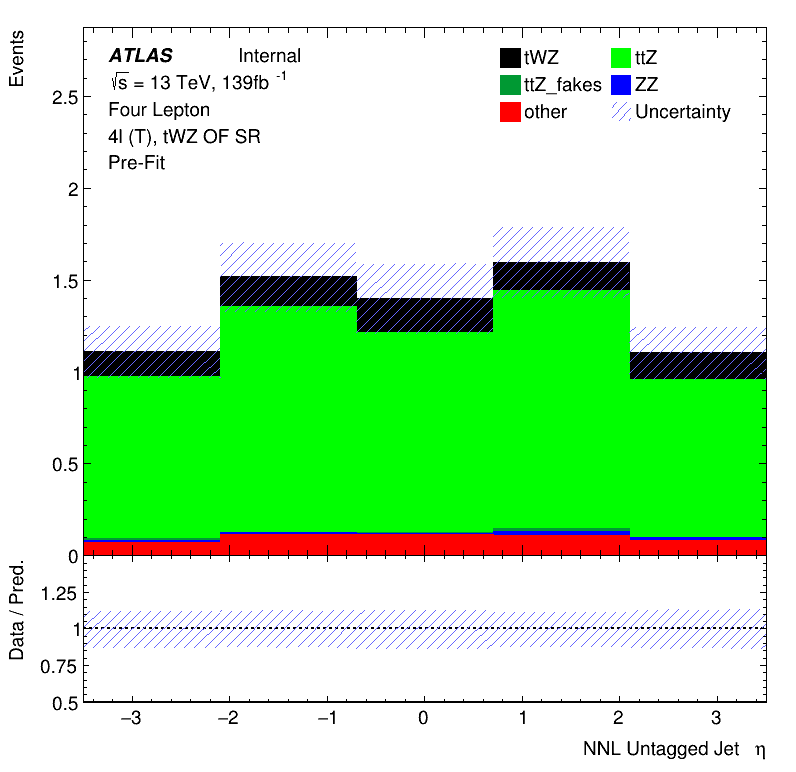 Events
ATLAS Internal
√s = 13 TeV, 139fb -1
Four Lepton
4l (T), tWZ OF SR
Pre-Fit
tWZ ttZ
ttZ_fakes ZZ
other Uncertainty
2.5
2
1.5
1
0.5
0
Data / Pred.
1.25
1
0.75
0.5
−3 −2 −1 0 1 2 3
NNL Untagged Jet η